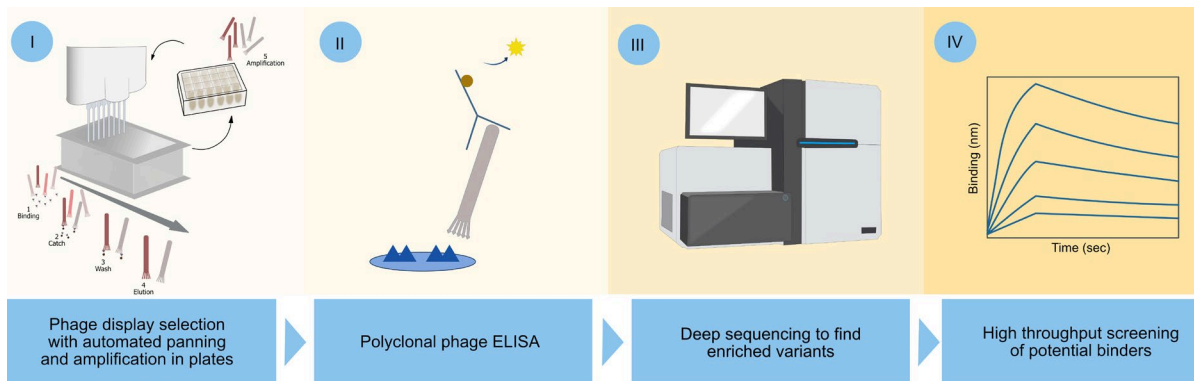 I
5
Amplification
1
Binding
2
Catch
3
Wash
4
Elution
II
III
IV
Binding (nm)
Time (sec)
Phage display selection
with automated panning
and amplification in plates
Polyclonal phage ELISA
Deep sequencing to find
enriched variants
High throughput screening
of potential binders